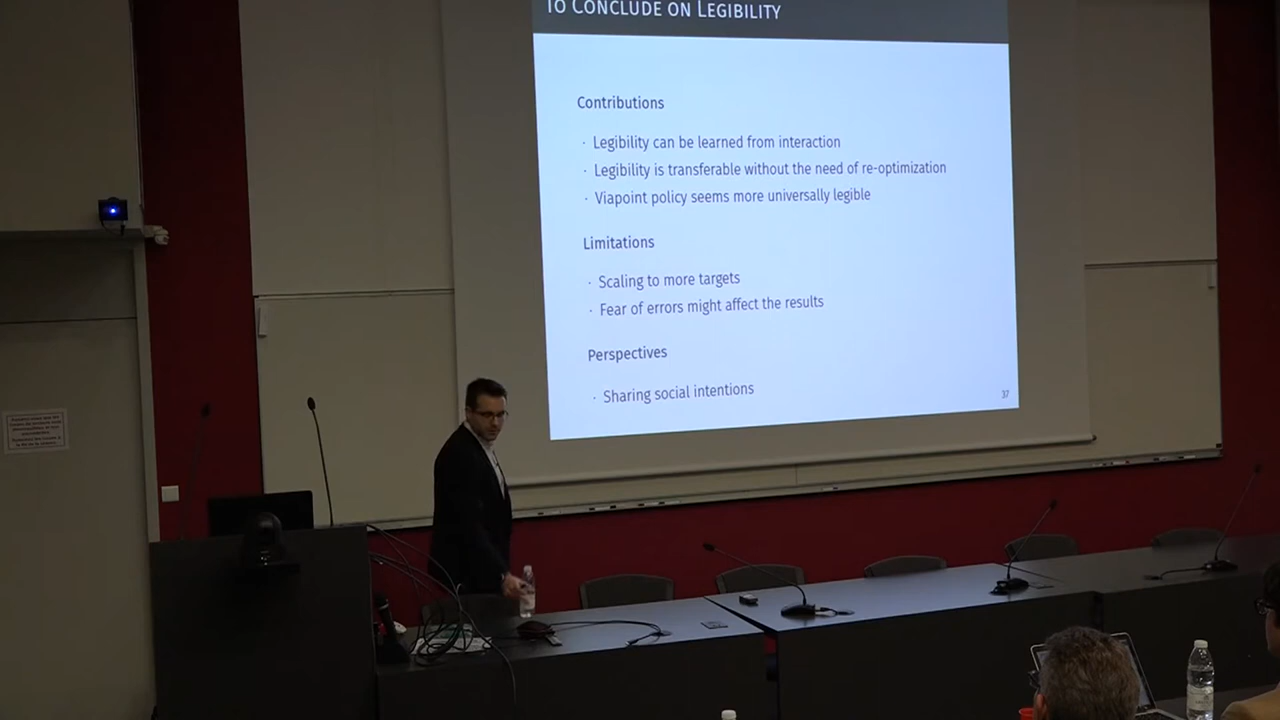 TO CONCLUDE ON LEGIBILITY
Contributions
· Legibility can be learned from interaction
· Legibility is transferable without the need of re-optimization
· Viapoint policy seems more universally legible
Limitations
· Scaling to more targets
· Fear of errors might affect the results
Perspectives
· Sharing social intentions
37